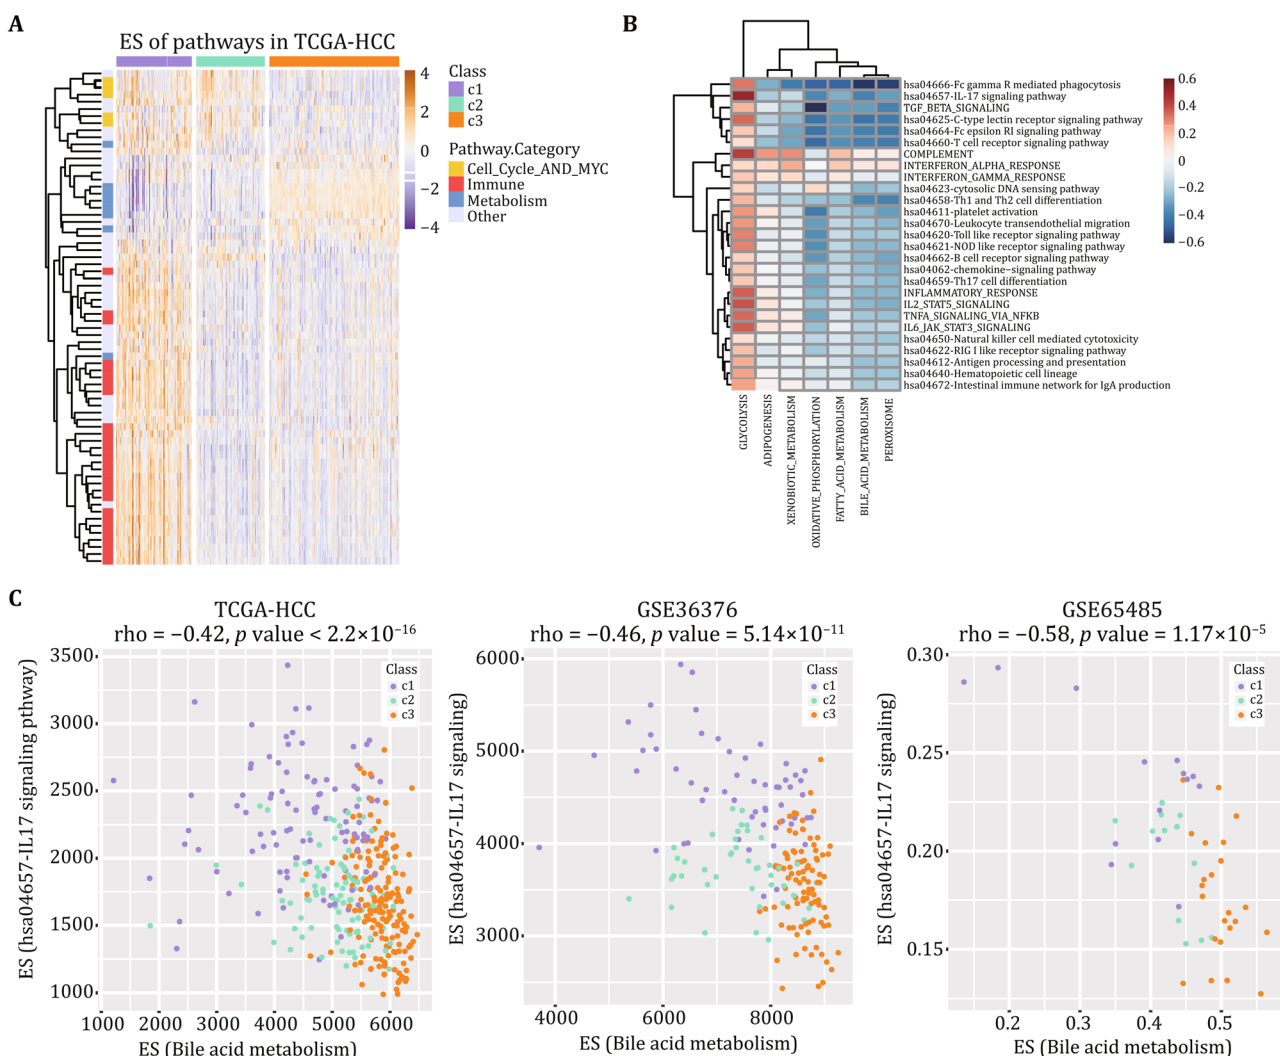 A
ES of pathways in TCGA-HCC
4
2
0
−2
−4
Class
c1
c2
c3
Pathway.Category
Cell_Cycle_AND_MYC
Immune
Metabolism
Other
B
hsa04666-Fc gamma R mediated phagocytosis
hsa04657-IL-17 signaling pathway
TGF_BETA_SIGNALING
hsa04625-C-type lectin receptor signaling pathway
hsa04664-Fc epsilon RI signaling pathway
hsa04660-T cell receptor signaling pathway
COMPLEMENT
INTERFERON_ALPHA_RESPONSE
INTERFERON_GAMMA_RESPONSE
hsa04623-cytosolic DNA sensing pathway
hsa04658-Th1 and Th2 cell differentiation
hsa04611-platelet activation
hsa04670-Leukocyte transendothelial migration
hsa04620-Toll like receptor signaling pathway
hsa04621-NOD like receptor signaling pathway
hsa04662-B cell receptor signaling pathway
hsa04062-chemokine−signaling pathway
hsa04659-Th17 cell differentiation
INFLAMMATORY_RESPONSE
IL2_STAT5_SIGNALING
TNFA_SIGNALING_VIA_NFKB
IL6_JAK_STAT3_SIGNALING
hsa04650-Natural killer cell mediated cytotoxicity
hsa04622-RIG I like receptor signaling pathway
hsa04612-Antigen processing and presentation
hsa04640-Hematopoietic cell lineage
hsa04672-Intestinal immune network for IgA production
GLYCOLYSIS
ADIPOGENESIS
XENOBIOTIC_METABOLISM
OXIDATIVE_PHOSPHORYLATION
FATTY_ACID_METABOLISM
BILE_ACID_METABOLISM
PEROXISOME
0.6
0.4
0.2
0
−0.2
−0.4
−0.6
C
TCGA-HCC
rho = −0.42, p value < 2.2×10⁻¹⁶
ES (hsa04657-IL17 signaling pthway)
3500
3000
2500
2000
1500
1000
Class
c1
c2
c3
1000 2000 3000 4000 5000 6000
ES (Bile acid metabolism)
GSE36376
rho = −0.46, p value = 5.14×10⁻¹¹
ES (hsa04657-IL17 signaling)
6000
5000
4000
3000
Class
c1
c2
c3
4000 6000 8000
ES (Bile acid metabolism)
GSE65485
rho = −0.58, p value = 1.17×10⁻⁵
ES (hsa04657-IL17 signaling)
0.30
0.25
0.20
0.15
Class
c1
c2
c3
0.2 0.3 0.4 0.5
ES (Bile acid metabolism)